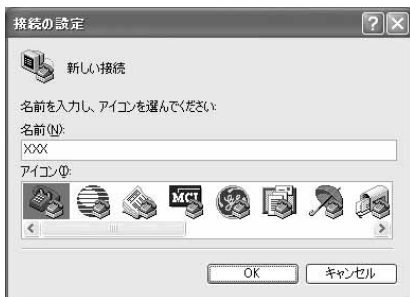 接続の設定
新しい接続
名前を入力し、アイコンを選んでください:
名前(N):
XXX
アイコン(I):
MCI
OK
キャンセル